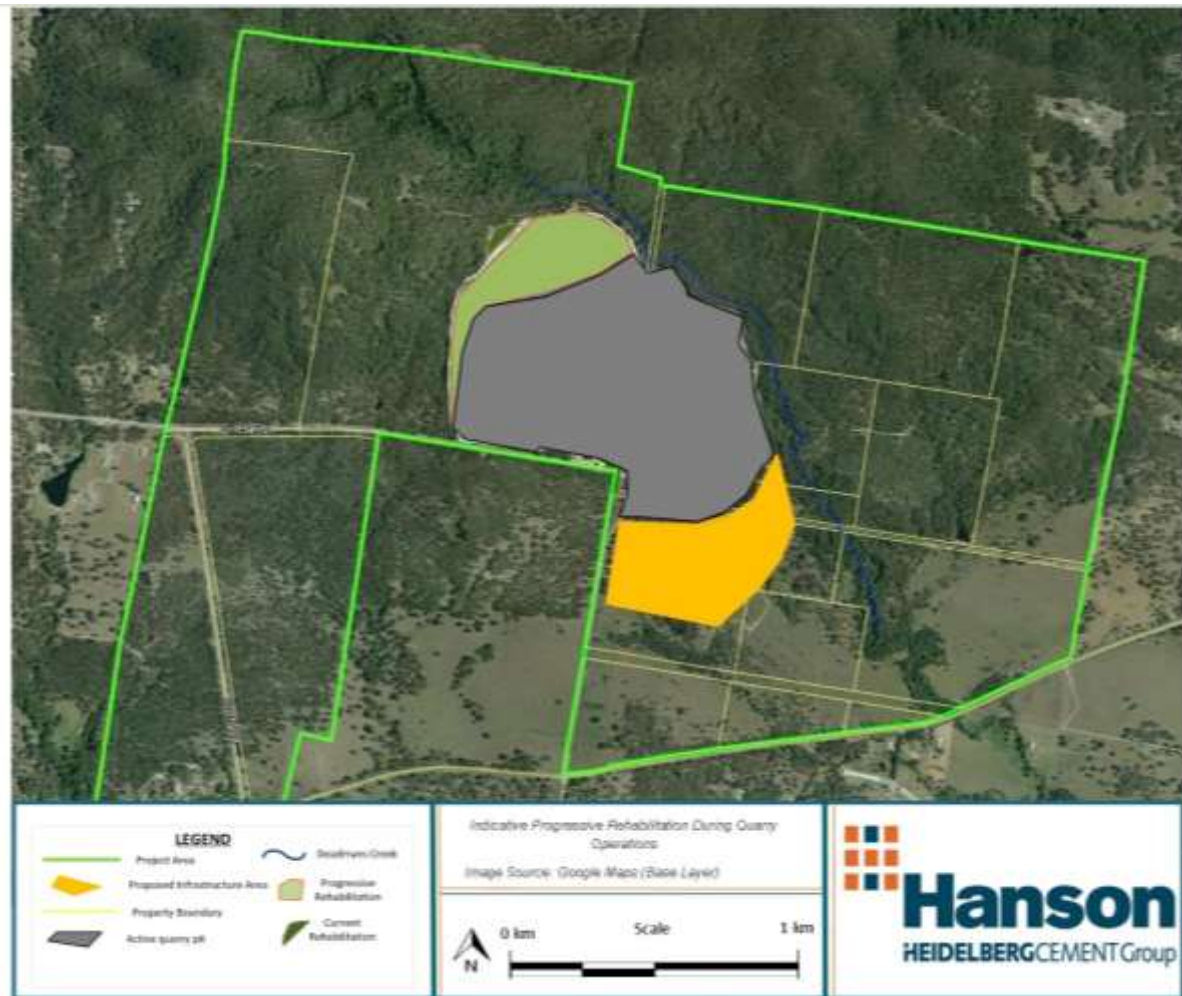 LEGEND
Project Area
Deadmans Creek
Proposed Infrastructure Area
Progressive
Rehabilitation
Property Boundary
Current
Rehabilitation
Active quarry pit
Indicative Progressive Rehabilitation During Quarry
Operations
Image Source: Google Maps (Base Layer)
N
0 km
Scale
1 km
Hanson
HEIDELBERGCEMENT Group